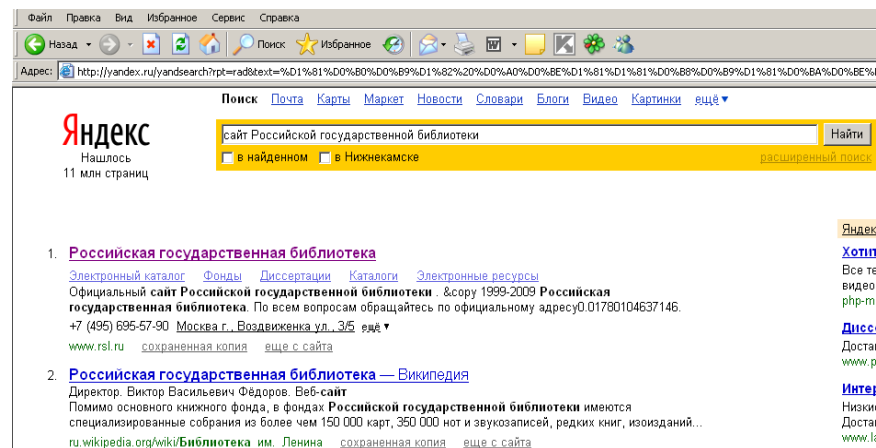 Файл Правка Вид Избранное Сервис Справка
Назад Поиск Избранное
Адрес: http://yandex.ru/yandsearch?rpt=rad&text=%D1%81%D0%B0%D0%B9%D1%82%20%D0%A0%D0%BE%D1%81%D1%81%D0%B8%D0%B9%D1%81%D0%BA%D0%BE%
Поиск Почта Карты Маркет Новости Словари Блоги Видео Картинки ещё ▼
Яндекс
сайт Российской государственной библиотеки Найти
в найденном в Нижнекамске расширенный поиск
Нашлось
11 млн страниц
1. Российская государственная библиотека
Электронный каталог Фонды Диссертации Каталоги Электронные ресурсы
Официальный сайт Российской государственной библиотеки . &copy 1999-2009 Российская
государственная библиотека. По всем вопросам обращайтесь по официальному адресу0.01780104637146.
+7 (495) 695-57-90 Москва г., Воздвиженка ул., 3/5 ещё ▼
www.rsl.ru сохраненная копия еще с сайта
2. Российская государственная библиотека — Википедия
Директор. Виктор Васильевич Фёдоров. Веб-сайт
Помимо основного книжного фонда, в фондах Российской государственной библиотеки имеются
специализированные собрания из более чем 150 000 карт, 350 000 нот и звукозаписей, редких книг, изоизданий...
ru.wikipedia.org/wiki/Библиотека им. Ленина сохраненная копия еще с сайта
Яндек
Хотит
Все те
видео
php-m
Дисс
Доста
www.p
Интер
Низки
Доста
www.la